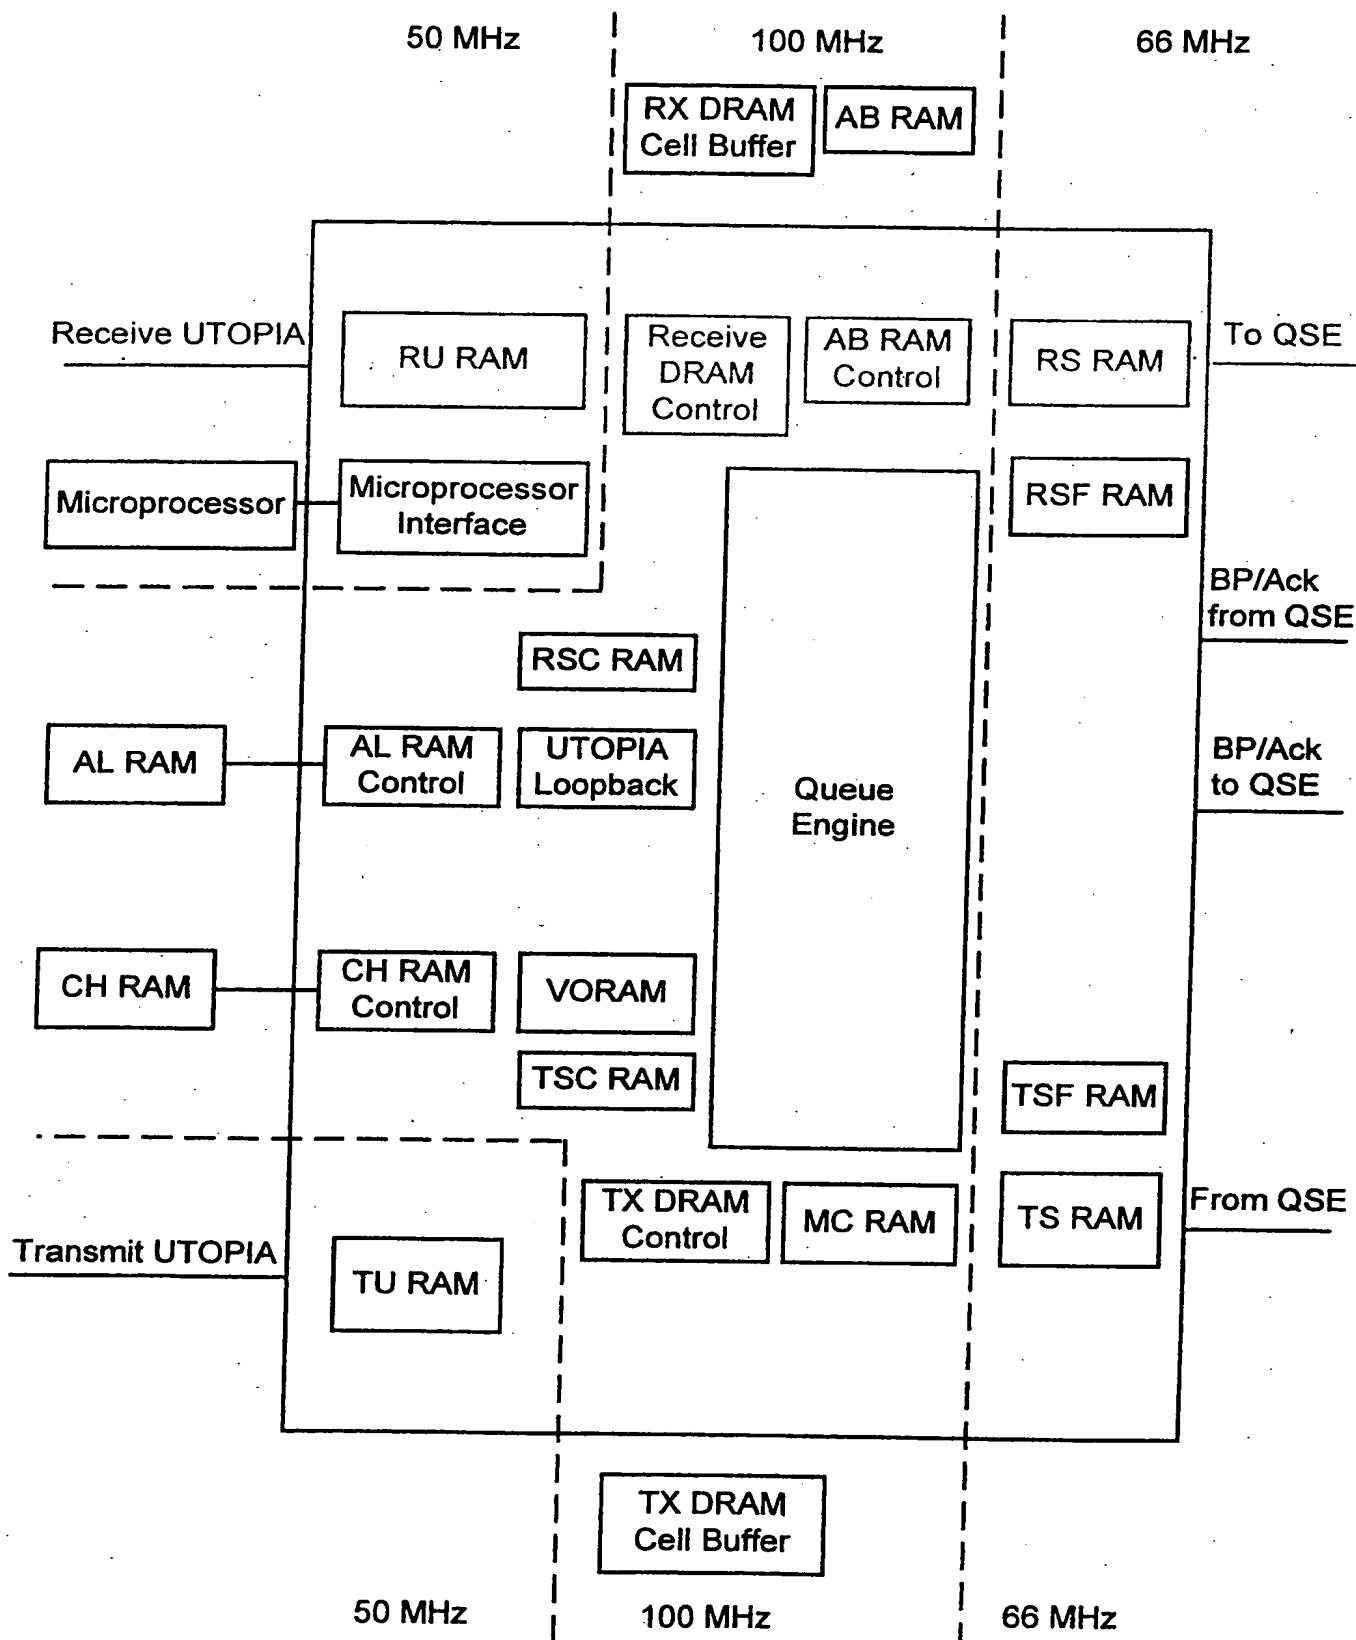 50 MHz
100 MHz
66 MHz
RX DRAM
Cell Buffer
AB RAM
Receive UTOPIA
RU RAM
Receive
DRAM
Control
AB RAM
Control
RS RAM
To QSE
Microprocessor
Microprocessor
Interface
RSF RAM
BP/Ack
from QSE
RSC RAM
AL RAM
AL RAM
Control
UTOPIA
Loopback
Queue
Engine
BP/Ack
to QSE
CH RAM
CH RAM
Control
VORAM
TSC RAM
TSF RAM
Transmit UTOPIA
TU RAM
TX DRAM
Control
MC RAM
TS RAM
From QSE
TX DRAM
Cell Buffer
50 MHz
100 MHz
66 MHz